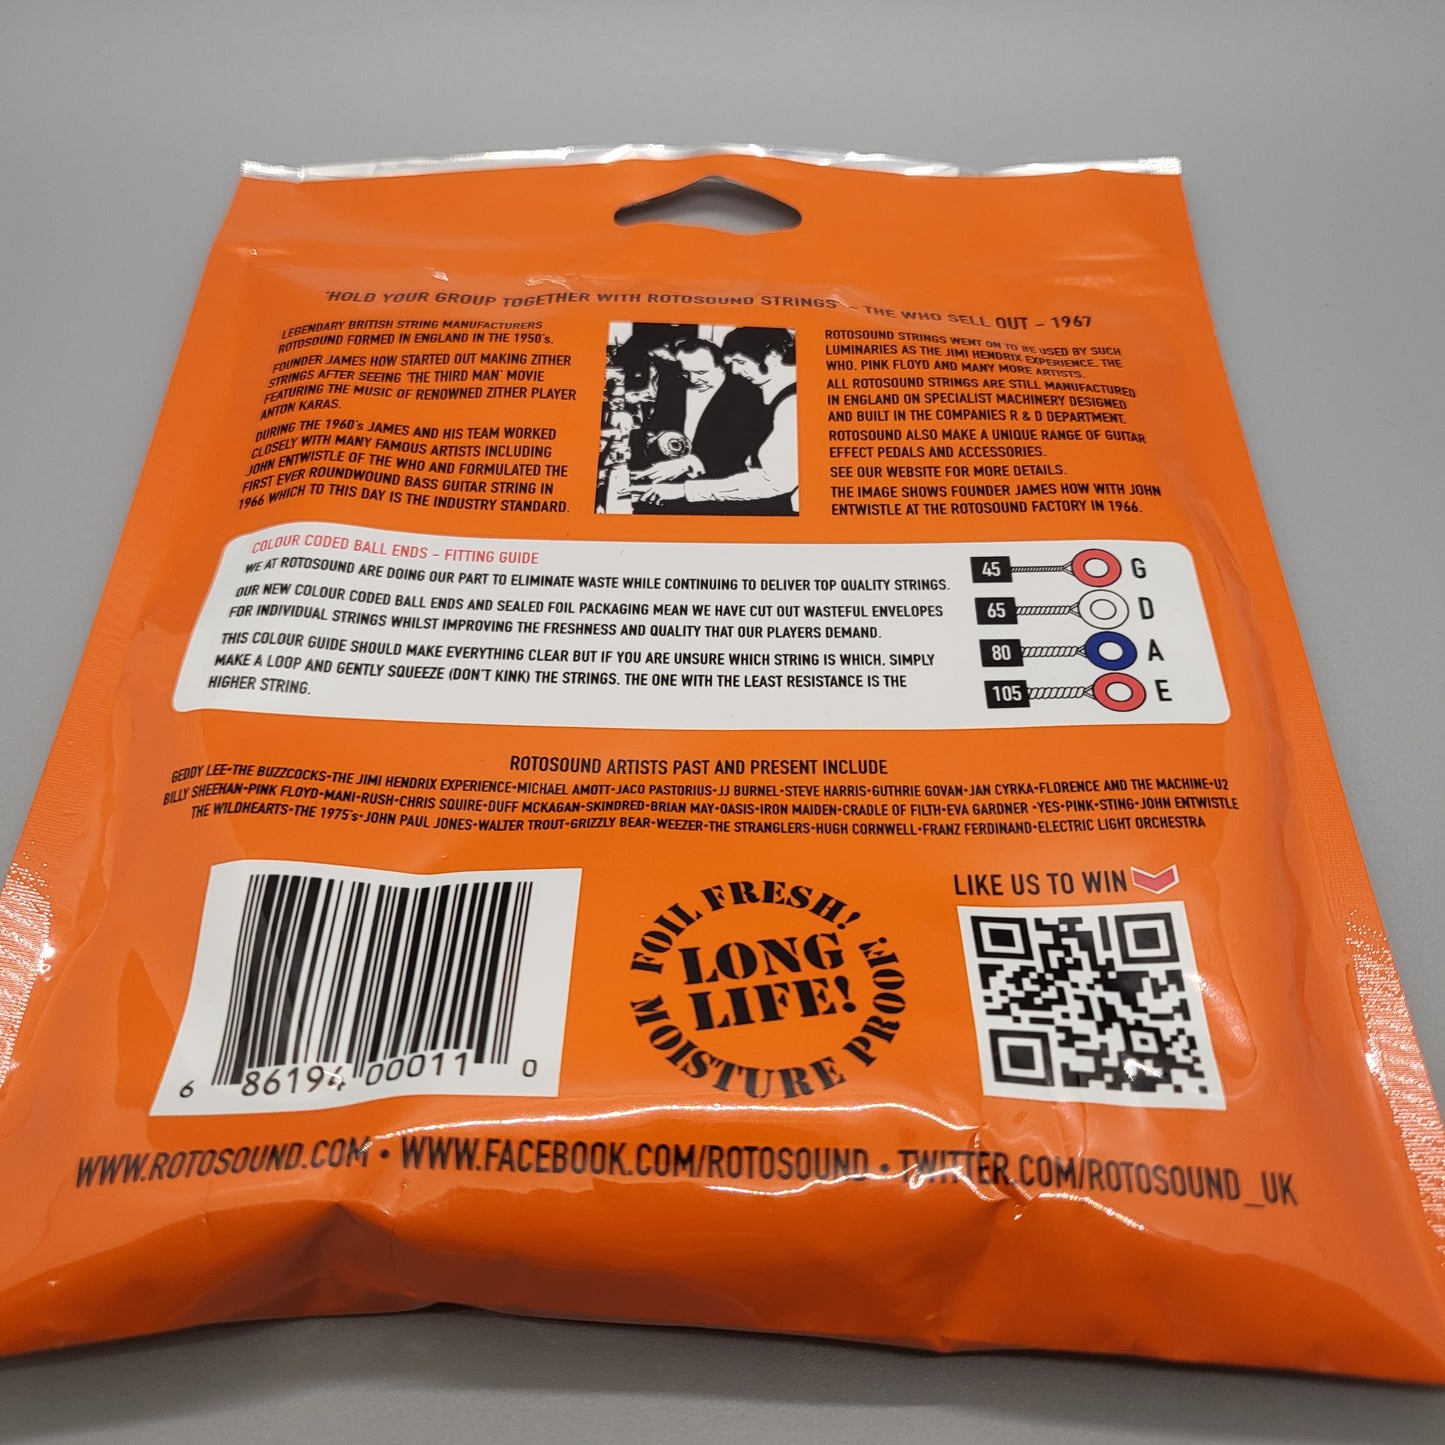 'HOLD YOUR GROUP TOGETHER WITH ROTOSOUND STRINGS' – THE WHO SELL OUT – 1967
LEGENDARY BRITISH STRING MANUFACTURERS
ROTOSOUND FORMED IN ENGLAND IN THE 1950's.
FOUNDER JAMES HOW STARTED OUT MAKING ZITHER
STRINGS AFTER SEEING 'THE THIRD MAN' MOVIE
FEATURING THE MUSIC OF RENOWNED ZITHER PLAYER
ANTON KARAS.
DURING THE 1960's JAMES AND HIS TEAM WORKED
CLOSELY WITH MANY FAMOUS ARTISTS INCLUDING
JOHN ENTWISTLE OF THE WHO AND FORMULATED THE
FIRST EVER ROUNDWOUND BASS GUITAR STRING IN
1966 WHICH TO THIS DAY IS THE INDUSTRY STANDARD.
ROTOSOUND STRINGS WENT ON TO BE USED BY SUCH
LUMINARIES AS THE JIMI HENDRIX EXPERIENCE, THE
WHO, PINK FLOYD AND MANY MORE ARTISTS.
ALL ROTOSOUND STRINGS ARE STILL MANUFACTURED
IN ENGLAND ON SPECIALIST MACHINERY DESIGNED
AND BUILT IN THE COMPANIES R & D DEPARTMENT.
ROTOSOUND ALSO MAKE A UNIQUE RANGE OF GUITAR
EFFECT PEDALS AND ACCESSORIES.
SEE OUR WEBSITE FOR MORE DETAILS.
THE IMAGE SHOWS FOUNDER JAMES HOW WITH JOHN
ENTWISTLE AT THE ROTOSOUND FACTORY IN 1966.
COLOUR CODED BALL ENDS – FITTING GUIDE
WE AT ROTOSOUND ARE DOING OUR PART TO ELIMINATE WASTE WHILE CONTINUING TO DELIVER TOP QUALITY STRINGS.
OUR NEW COLOUR CODED BALL ENDS AND SEALED FOIL PACKAGING MEAN WE HAVE CUT OUT WASTEFUL ENVELOPES
FOR INDIVIDUAL STRINGS WHILST IMPROVING THE FRESHNESS AND QUALITY THAT OUR PLAYERS DEMAND.
THIS COLOUR GUIDE SHOULD MAKE EVERYTHING CLEAR BUT IF YOU ARE UNSURE WHICH STRING IS WHICH, SIMPLY
MAKE A LOOP AND GENTLY SQUEEZE (DON'T KINK) THE STRINGS. THE ONE WITH THE LEAST RESISTANCE IS THE
HIGHER STRING.
45 G
65 D
80 A
105 E
ROTOSOUND ARTISTS PAST AND PRESENT INCLUDE
GEDDY LEE•THE BUZZCOCKS•THE JIMI HENDRIX EXPERIENCE•MICHAEL AMOTT•JACO PASTORIUS•JJ BURNEL•STEVE HARRIS•GUTHRIE GOVAN•JAN CYRKA•FLORENCE AND THE MACHINE•U2
BILLY SHEEHAN•PINK FLOYD•MANI•RUSH•CHRIS SQUIRE•DUFF MCKAGAN•SKINDRED•BRIAN MAY•OASIS•IRON MAIDEN•CRADLE OF FILTH•EVA GARDNER •YES•PINK•STING•JOHN ENTWISTLE
THE WILDHEARTS•THE 1975's•JOHN PAUL JONES•WALTER TROUT•GRIZZLY BEAR•WEEZER•THE STRANGLERS•HUGH CORNWELL•FRANZ FERDINAND•ELECTRIC LIGHT ORCHESTRA
6 86194 00011 0
FOIL FRESH!
LONG
LIFE!
MOISTURE PROOF!
LIKE US TO WIN
WWW.ROTOSOUND.COM • WWW.FACEBOOK.COM/ROTOSOUND • TWITTER.COM/ROTOSOUND_UK